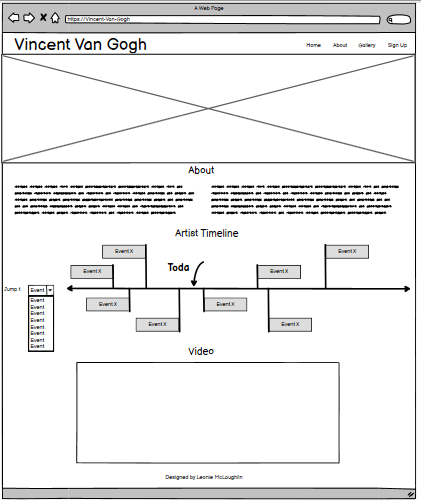 A Web Page
https://Vincent-Van-Gogh
Vincent Van Gogh
Home About Gallery Sign Up
About
Artist Timeline
Event X Event X
Toda
Event X Event X
Jump t Event
Event
Event
Event
Event
Event
Event
Event
Event X Event X
Event X Event X
Video
Designed by Leonie McLoughlin